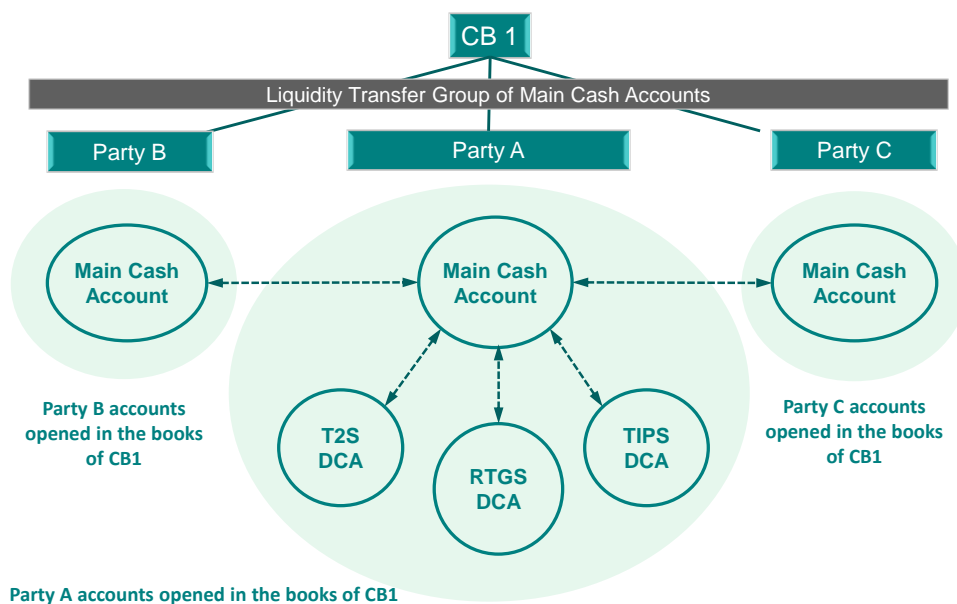 CB 1
Liquidity Transfer Group of Main Cash Accounts
Party B
Party A
Party C
Main Cash
Account
Main Cash
Account
Main Cash
Account
Party B accounts
opened in the books
of CB1
T2S
DCA
RTGS
DCA
TIPS
DCA
Party C accounts
opened in the books
of CB1
Party A accounts opened in the books of CB1